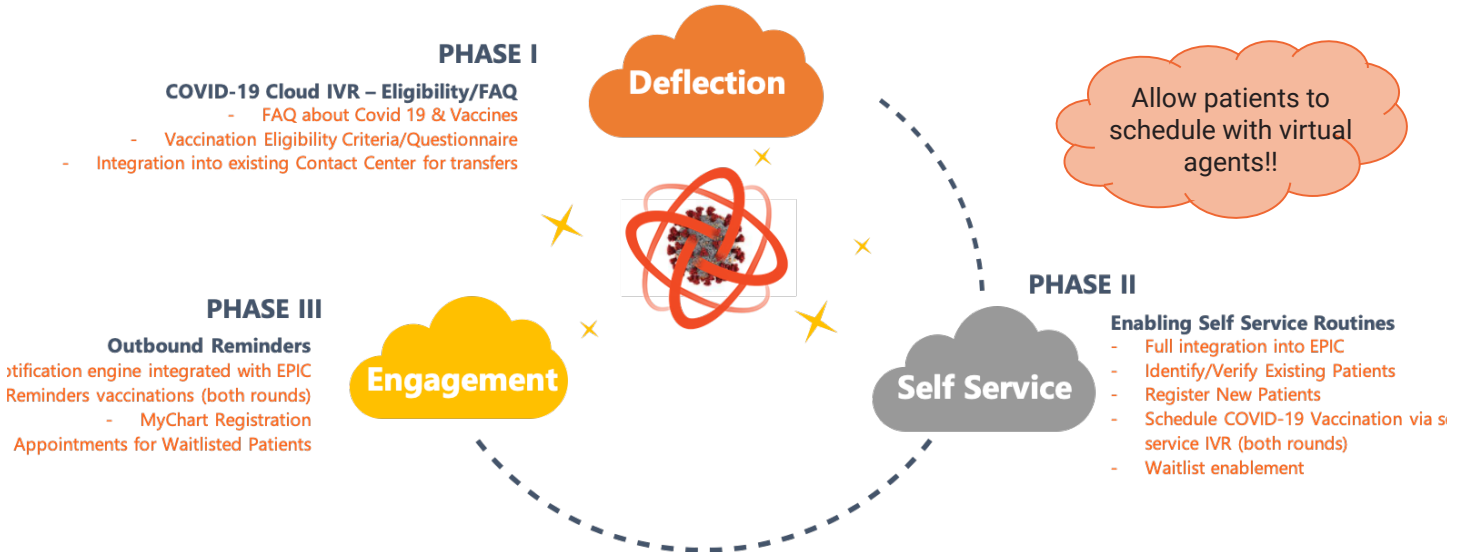 PHASE I
COVID-19 Cloud IVR – Eligibility/FAQ
- FAQ about Covid 19 & Vaccines
- Vaccination Eligibility Criteria/Questionnaire
- Integration into existing Contact Center for transfers
Deflection
Allow patients to
schedule with virtual
agents!!
PHASE II
Enabling Self Service Routines
- Full integration into EPIC
- Identify/Verify Existing Patients
- Register New Patients
- Schedule COVID-19 Vaccination via
service IVR (both rounds)
- Waitlist enablement
Self Service
PHASE III
Outbound Reminders
engine integrated with EPIC
Reminders vaccinations (both rounds)
- MyChart Registration
Appointments for Waitlisted Patients
Engagement